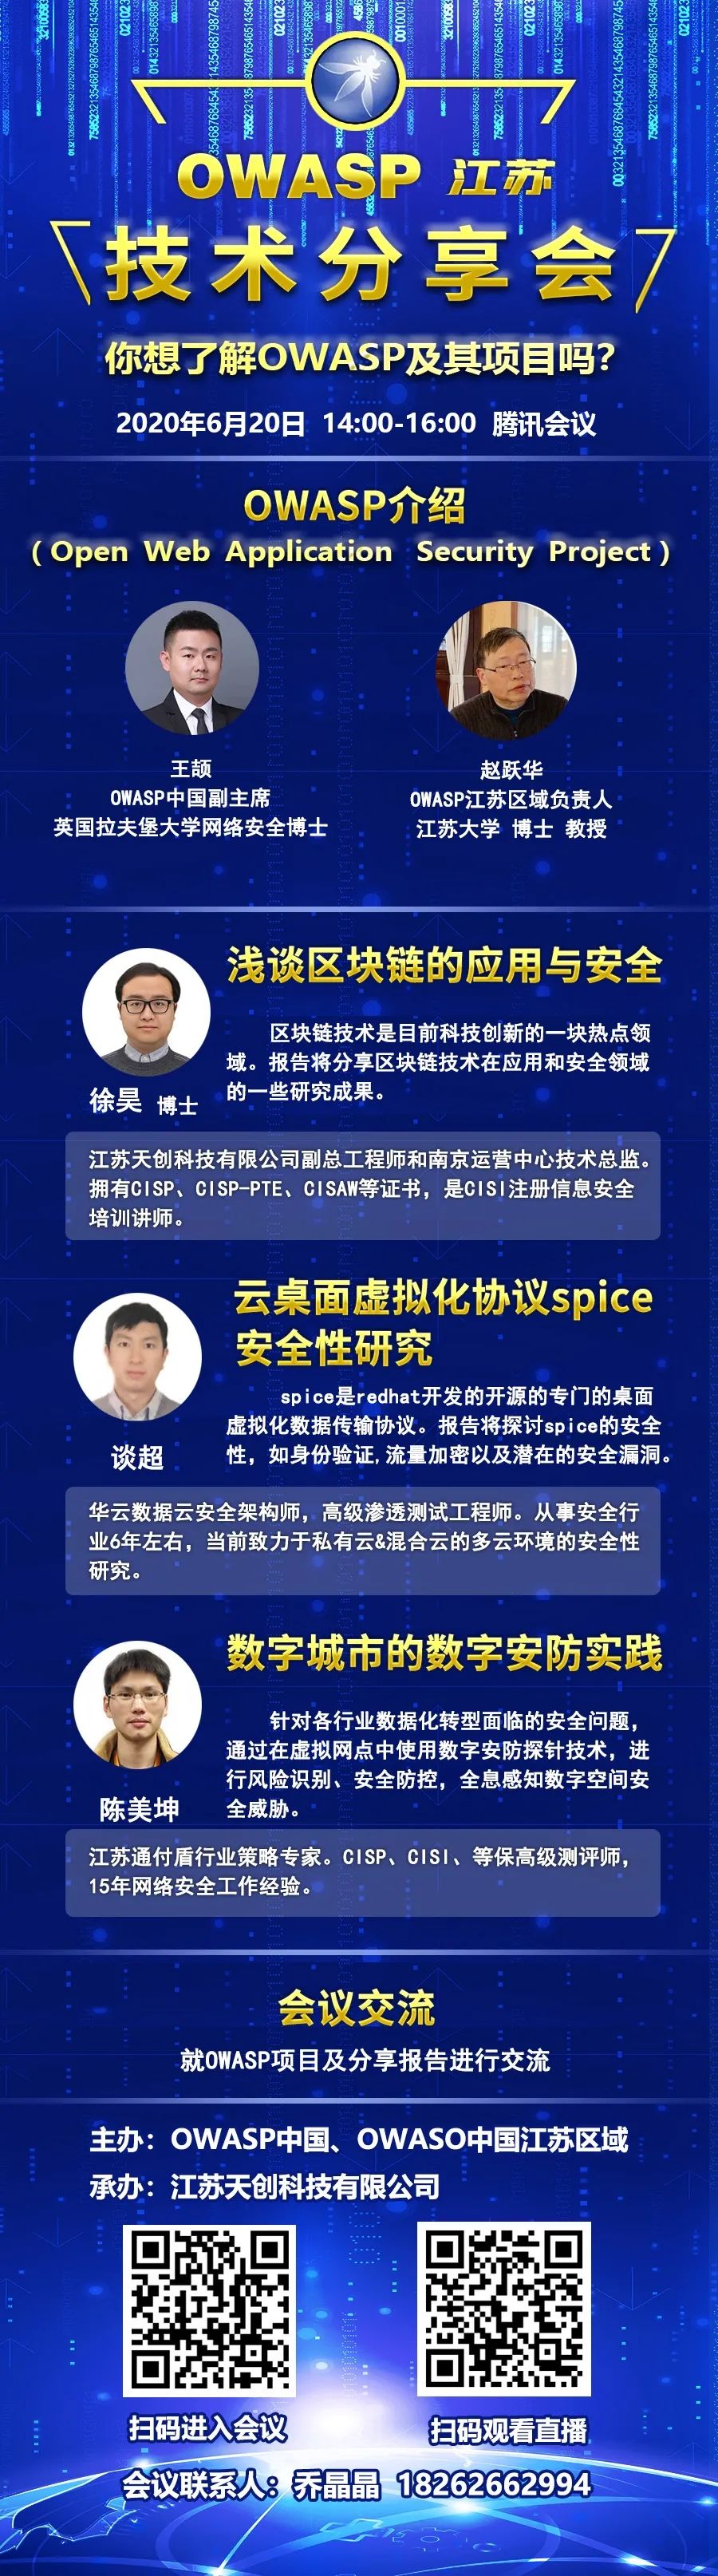 OWASP 江苏
技术分享会
你想了解OWASP及其项目吗?
2020年6月20日 14:00-16:00 腾讯会议
OWASP介绍
(Open Web Application Security Project)
王颉
OWASP中国副主席
英国拉夫堡大学网络安全博士
赵跃华
OWASP江苏区域负责人
江苏大学 博士 教授
浅谈区块链的应用与安全
区块链技术是目前科技创新的一块热点领
域。报告将分享区块链技术在应用和安全领域
的一些研究成果。
徐昊 博士
江苏天创科技有限公司副总工程师和南京运营中心技术总监。
拥有CISP、CISP-PTE、CISAW等证书，是CISI注册信息安全
培训讲师。
云桌面虚拟化协议spice
安全性研究
spice是redhat开发的开源的专门的桌面
虚拟化数据传输协议。报告将探讨spice的安全
性，如身份验证,流量加密以及潜在的安全漏洞。
谈超
华云数据云安全架构师，高级渗透测试工程师。从事安全行
业6年左右，当前致力于私有云&混合云的多云环境的安全性
研究。
数字城市的数字安防实践
针对各行业数据化转型面临的安全问题，
通过在虚拟网点中使用数字安防探针技术，进
行风险识别、安全防控，全息感知数字空间安
全威胁。
陈美坤
江苏通付盾行业策略专家。CISP、CISI、等保高级测评师，
15年网络安全工作经验。
会议交流
就OWASP项目及分享报告进行交流
主办：OWASP中国、OWASO中国江苏区域
承办：江苏天创科技有限公司
扫码进入会议
扫码观看直播
会议联系人：乔晶晶 18262662994